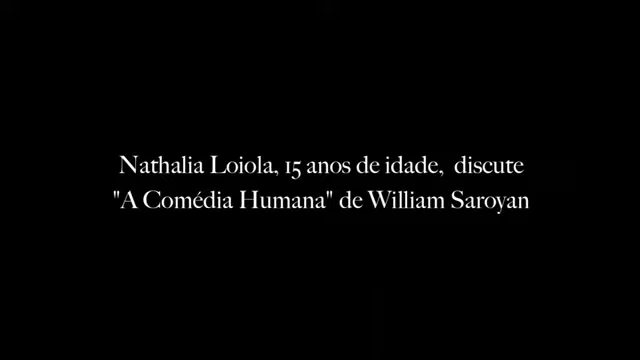 Nathalia Loiola, 15 anos de idade,  discute
"A Comédia Humana" de William Saroyan